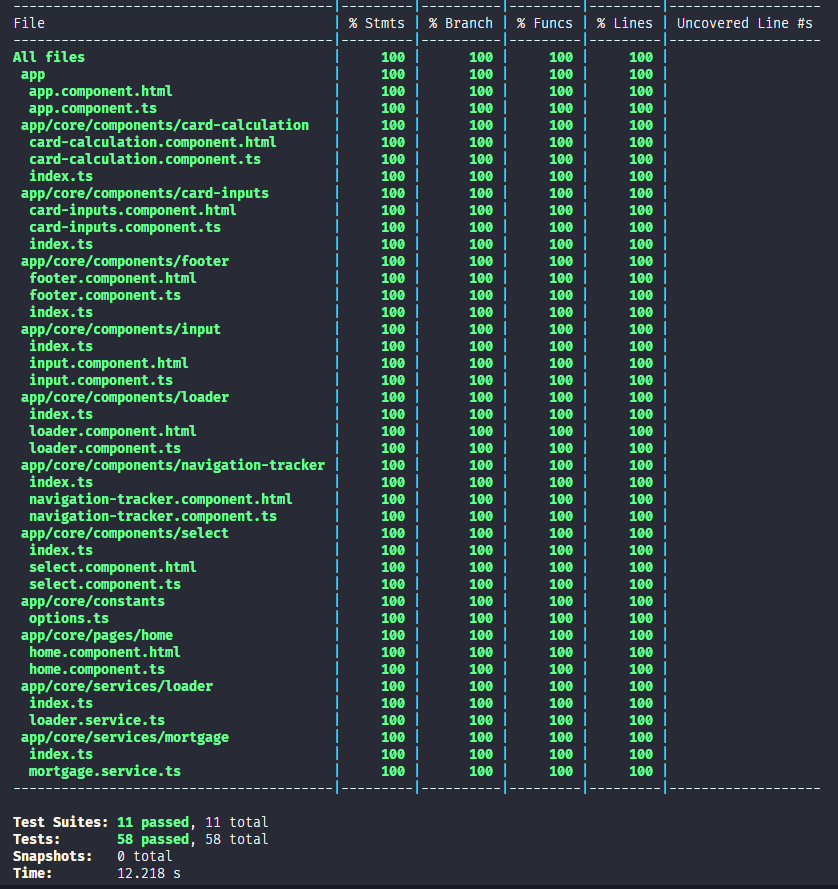 ---------------------------------------|---------|----------|---------|---------|-------------------
File                                   | % Stmts | % Branch | % Funcs | % Lines | Uncovered Line #s
---------------------------------------|---------|----------|---------|---------|-------------------
All files                              |     100 |      100 |     100 |     100 |
 app                                   |     100 |      100 |     100 |     100 |
  app.component.html                   |     100 |      100 |     100 |     100 |
  app.component.ts                     |     100 |      100 |     100 |     100 |
 app/core/components/card-calculation  |     100 |      100 |     100 |     100 |
  card-calculation.component.html      |     100 |      100 |     100 |     100 |
  card-calculation.component.ts        |     100 |      100 |     100 |     100 |
  index.ts                             |     100 |      100 |     100 |     100 |
 app/core/components/card-inputs       |     100 |      100 |     100 |     100 |
  card-inputs.component.html           |     100 |      100 |     100 |     100 |
  card-inputs.component.ts             |     100 |      100 |     100 |     100 |
  index.ts                             |     100 |      100 |     100 |     100 |
 app/core/components/footer            |     100 |      100 |     100 |     100 |
  footer.component.html                |     100 |      100 |     100 |     100 |
  footer.component.ts                  |     100 |      100 |     100 |     100 |
  index.ts                             |     100 |      100 |     100 |     100 |
 app/core/components/input             |     100 |      100 |     100 |     100 |
  index.ts                             |     100 |      100 |     100 |     100 |
  input.component.html                 |     100 |      100 |     100 |     100 |
  input.component.ts                   |     100 |      100 |     100 |     100 |
 app/core/components/loader            |     100 |      100 |     100 |     100 |
  index.ts                             |     100 |      100 |     100 |     100 |
  loader.component.html                |     100 |      100 |     100 |     100 |
  loader.component.ts                  |     100 |      100 |     100 |     100 |
 app/core/components/navigation-tracker |     100 |      100 |     100 |     100 |
  index.ts                             |     100 |      100 |     100 |     100 |
  navigation-tracker.component.html    |     100 |      100 |     100 |     100 |
  navigation-tracker.component.ts      |     100 |      100 |     100 |     100 |
 app/core/components/select            |     100 |      100 |     100 |     100 |
  index.ts                             |     100 |      100 |     100 |     100 |
  select.component.html                |     100 |      100 |     100 |     100 |
  select.component.ts                  |     100 |      100 |     100 |     100 |
 app/core/constants                    |     100 |      100 |     100 |     100 |
  options.ts                           |     100 |      100 |     100 |     100 |
 app/core/pages/home                   |     100 |      100 |     100 |     100 |
  home.component.html                  |     100 |      100 |     100 |     100 |
  home.component.ts                    |     100 |      100 |     100 |     100 |
 app/core/services/loader              |     100 |      100 |     100 |     100 |
  index.ts                             |     100 |      100 |     100 |     100 |
  loader.service.ts                    |     100 |      100 |     100 |     100 |
 app/core/services/mortgage            |     100 |      100 |     100 |     100 |
  index.ts                             |     100 |      100 |     100 |     100 |
  mortgage.service.ts                  |     100 |      100 |     100 |     100 |
---------------------------------------|---------|----------|---------|---------|-------------------
Test Suites: 11 passed, 11 total
Tests:       58 passed, 58 total
Snapshots:   0 total
Time:        12.218 s